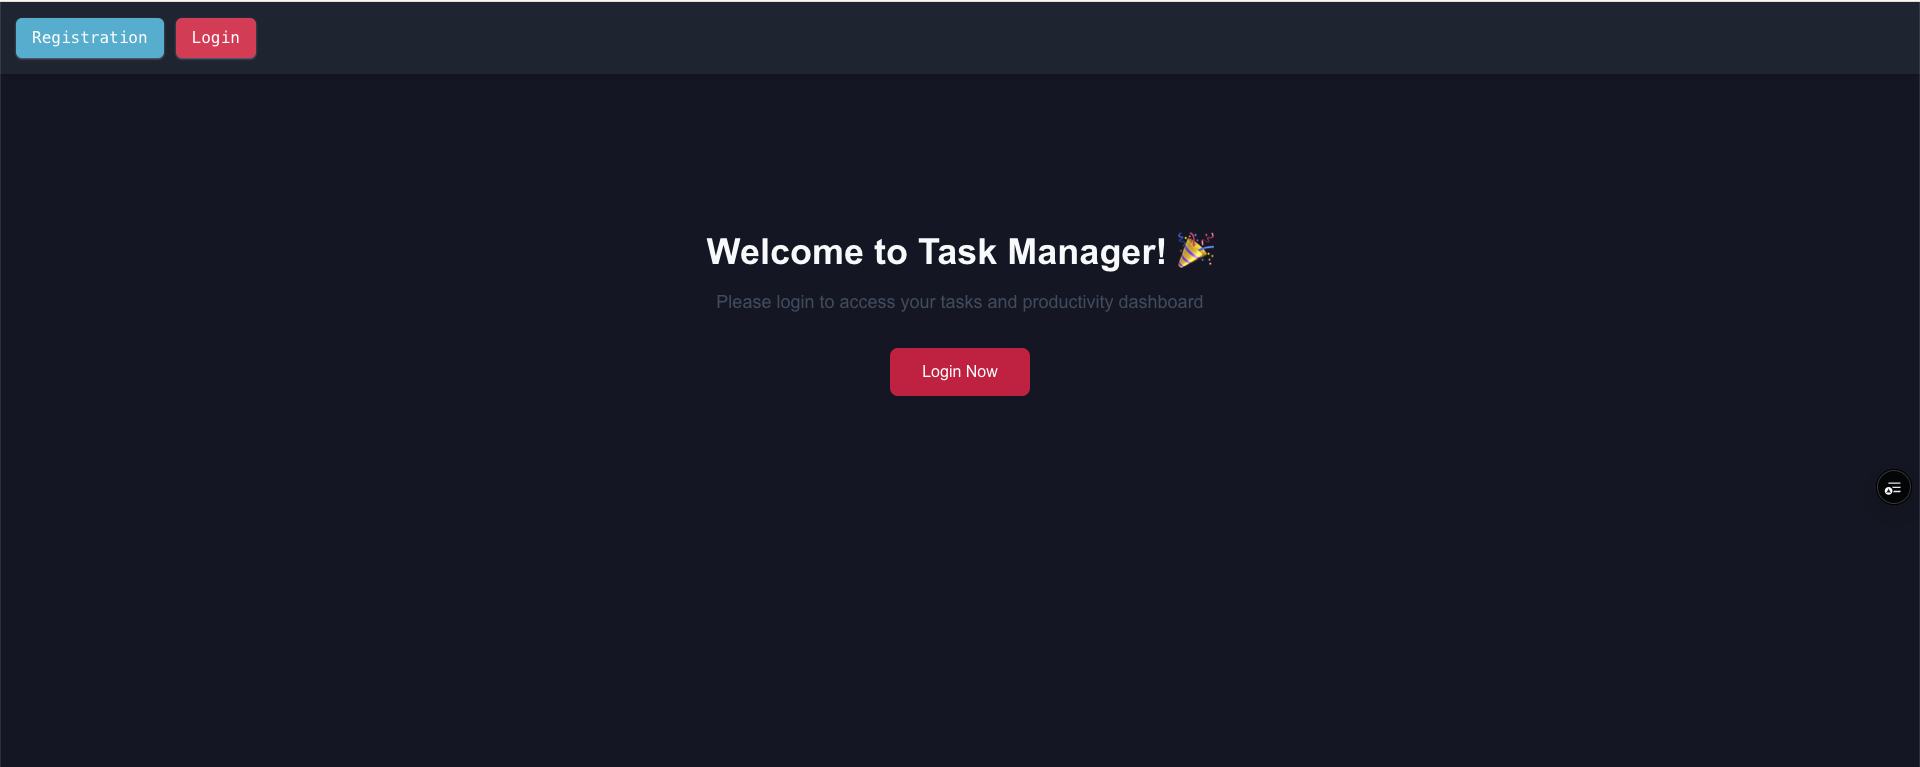 Registration Login
Welcome to Task Manager! 🎉
Please login to access your tasks and productivity dashboard
Login Now